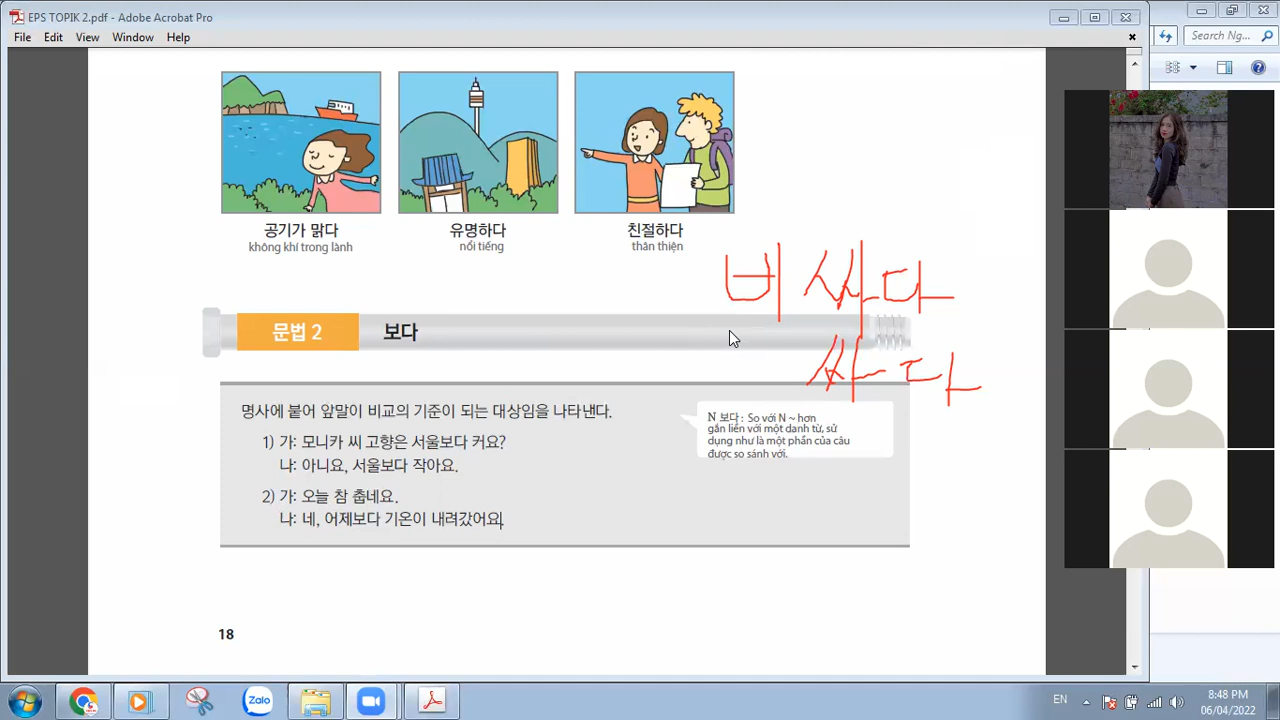 EPS TOPIK 2.pdf - Adobe Acrobat Pro
File Edit View Window Help
Search Ng...
공기가 맑다
không khí trong lành
유명하다
nổi tiếng
친절하다
thân thiện
비싸다
싸다
문법 2 보다
명사에 붙어 앞말이 비교의 기준이 되는 대상임을 나타낸다.
1) 가: 모니카 씨 고향은 서울보다 커요?
나: 아니요, 서울보다 작아요.
2) 가: 오늘 참 춥네요.
나: 네, 어제보다 기온이 내려갔어요.
N 보다 : So với N ~ hơn
gắn liền với một danh từ, sử
dụng như là một phần của câu
được so sánh với.
18
Zalo
EN
8:48 PM
06/04/2022